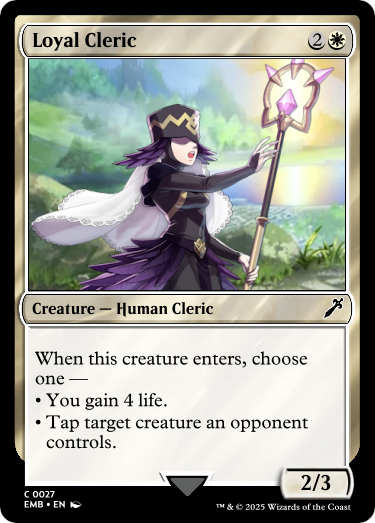 Loyal Cleric 2
Creature — Human Cleric
When this creature enters, choose
one —
• You gain 4 life.
• Tap target creature an opponent
controls.
2/3
C 0027
EMB • EN
™ & © 2025 Wizards of the Coast